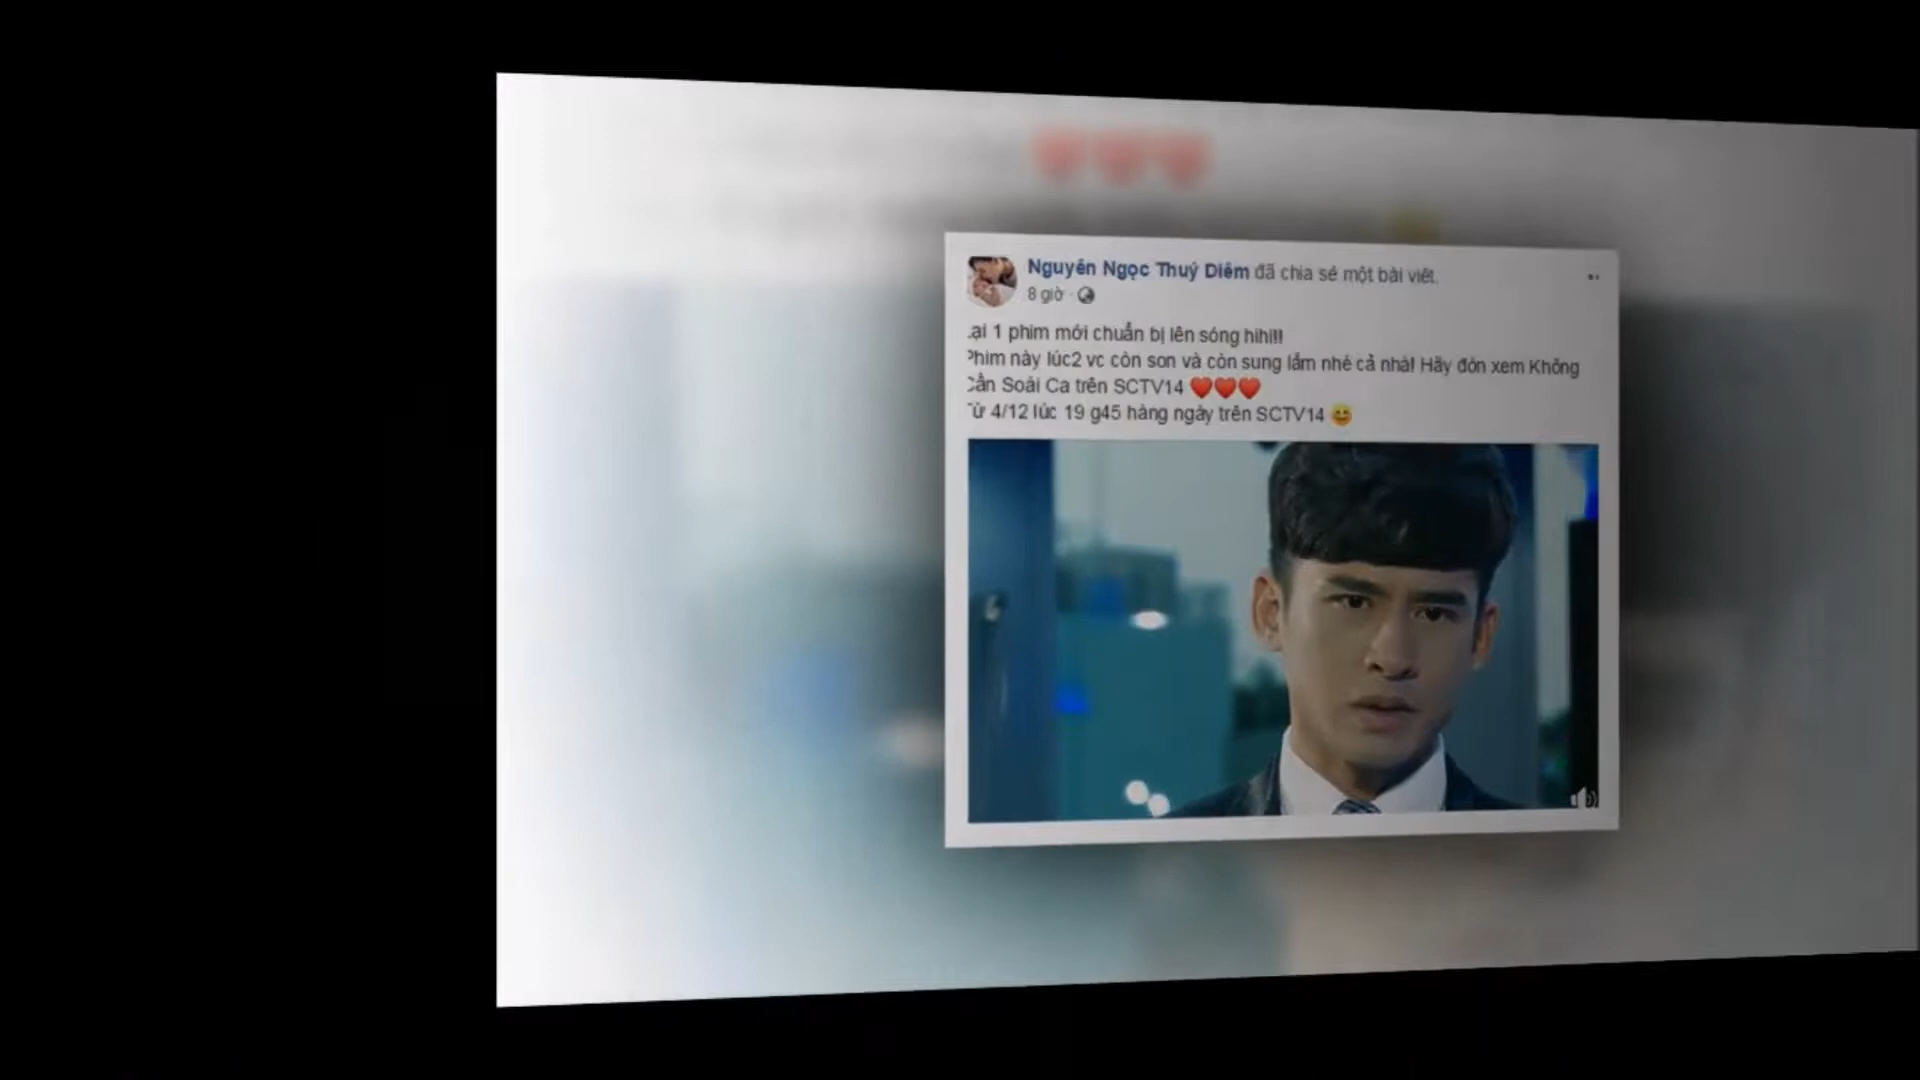 Nguyễn Ngọc Thuý Diễm đã chia sẻ một bài viết.
8 giờ
ại 1 phim mới chuẩn bị lên sóng hihi!!!
Phim này lúc2 vc còn son và còn sung lắm nhé cả nhà! Hãy đón xem Không
Cần Soái Ca trên SCTV14 ❤️❤️❤️
Từ 4/12 lúc 19 g45 hàng ngày trên SCTV14 😊